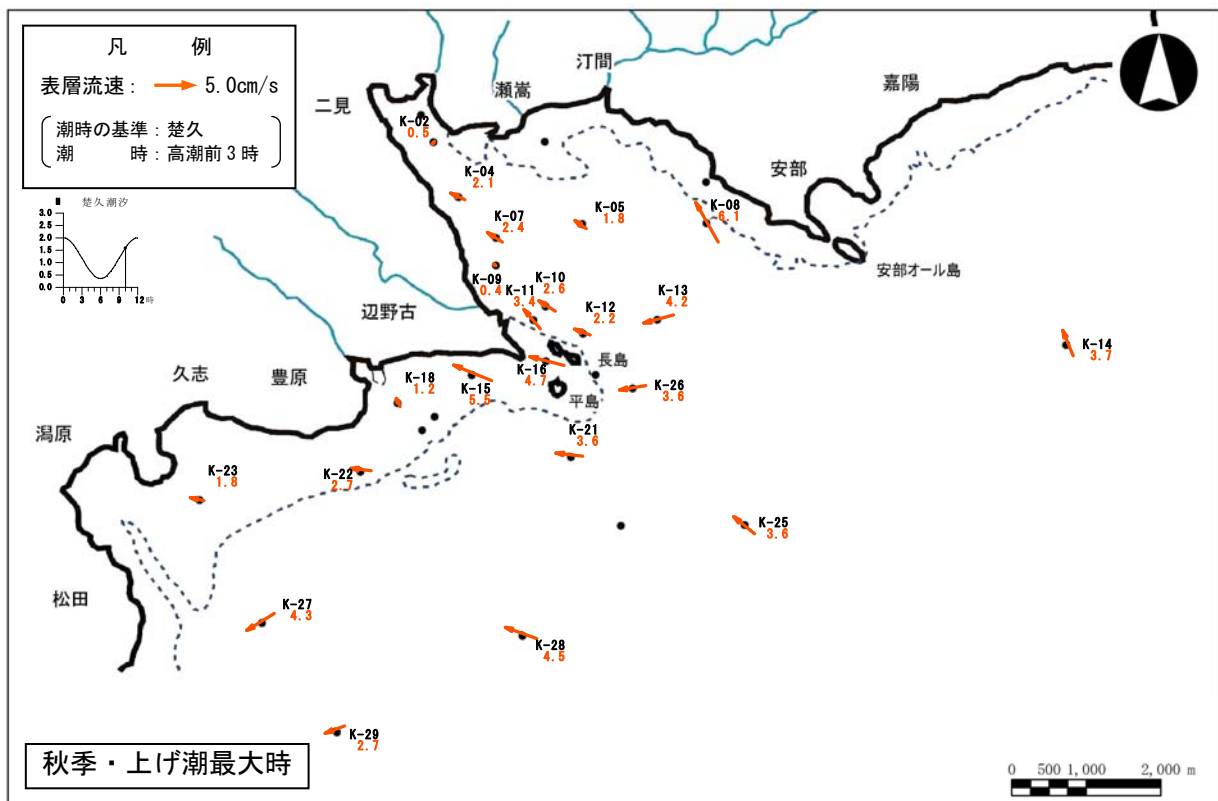 凡　　例
表層流速： 5.0cm/s
潮時の基準：楚久
潮　　時：高潮前３時
楚久潮汐
3.0
2.5
2.0
1.5
1.0
0.5
0.0
0 3 6 9 12時
二見
瀬嵩
汀間
嘉陽
安部
安部オール島
辺野古
長島
平島
久志
豊原
潟原
松田
K-02
0.5
K-04
2.1
K-07
2.4
K-05
1.8
K-08
6.1
K-09
0.4
K-10
2.6
K-11
3.4
K-12
2.2
K-13
4.2
K-14
3.7
K-16
4.7
K-15
5.5
K-18
1.2
K-26
3.6
K-21
3.6
K-22
2.7
K-23
1.8
K-25
3.6
K-27
4.3
K-28
4.5
K-29
2.7
秋季・上げ潮最大時
0 500 1,000 2,000 m